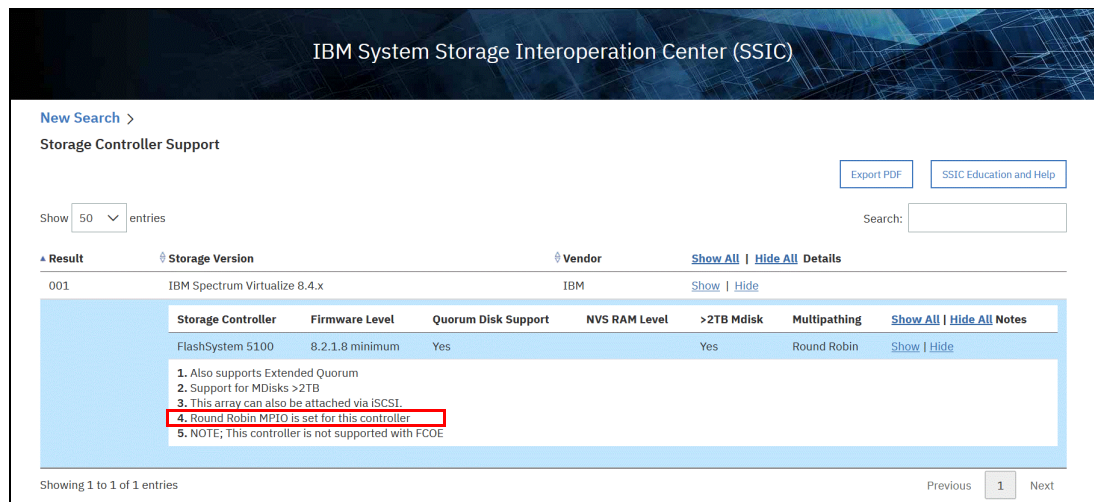 IBM System Storage Interoperation Center (SSIC)
New Search >
Storage Controller Support
Export PDF SSIC Education and Help
Show 50 entries Search:
Result Storage Version Vendor Show All | Hide All Details
001 IBM Spectrum Virtualize 8.4.x IBM Show | Hide
Storage Controller Firmware Level Quorum Disk Support NVS RAM Level >2TB Mdisk Multipathing Show All | Hide All Notes
FlashSystem 5100 8.2.1.8 minimum Yes Yes Round Robin Show | Hide
1. Also supports Extended Quorum
2. Support for MDisks >2TB
3. This array can also be attached via iSCSI.
4. Round Robin MPIO is set for this controller
5. NOTE; This controller is not supported with FCOE
Showing 1 to 1 of 1 entries Previous 1 Next